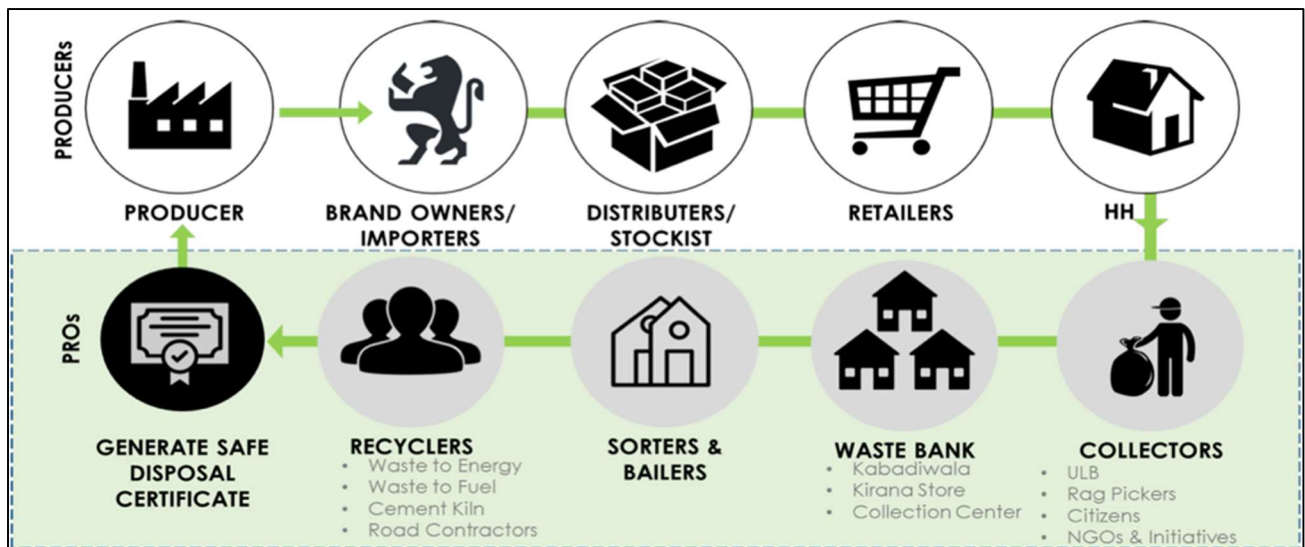 PRODUCERs
PRODUCER
BRAND OWNERS/
IMPORTERS
DISTRIBUTERS/
STOCKIST
RETAILERS
HH
PROs
GENERATE SAFE
DISPOSAL
CERTIFICATE
RECYCLERS
• Waste to Energy
• Waste to Fuel
• Cement Kiln
• Road Contractors
SORTERS &
BAILERS
WASTE BANK
• Kabadiwala
• Kirana Store
• Collection Center
COLLECTORS
• ULB
• Rag Pickers
• Citizens
• NGOs & Initiatives